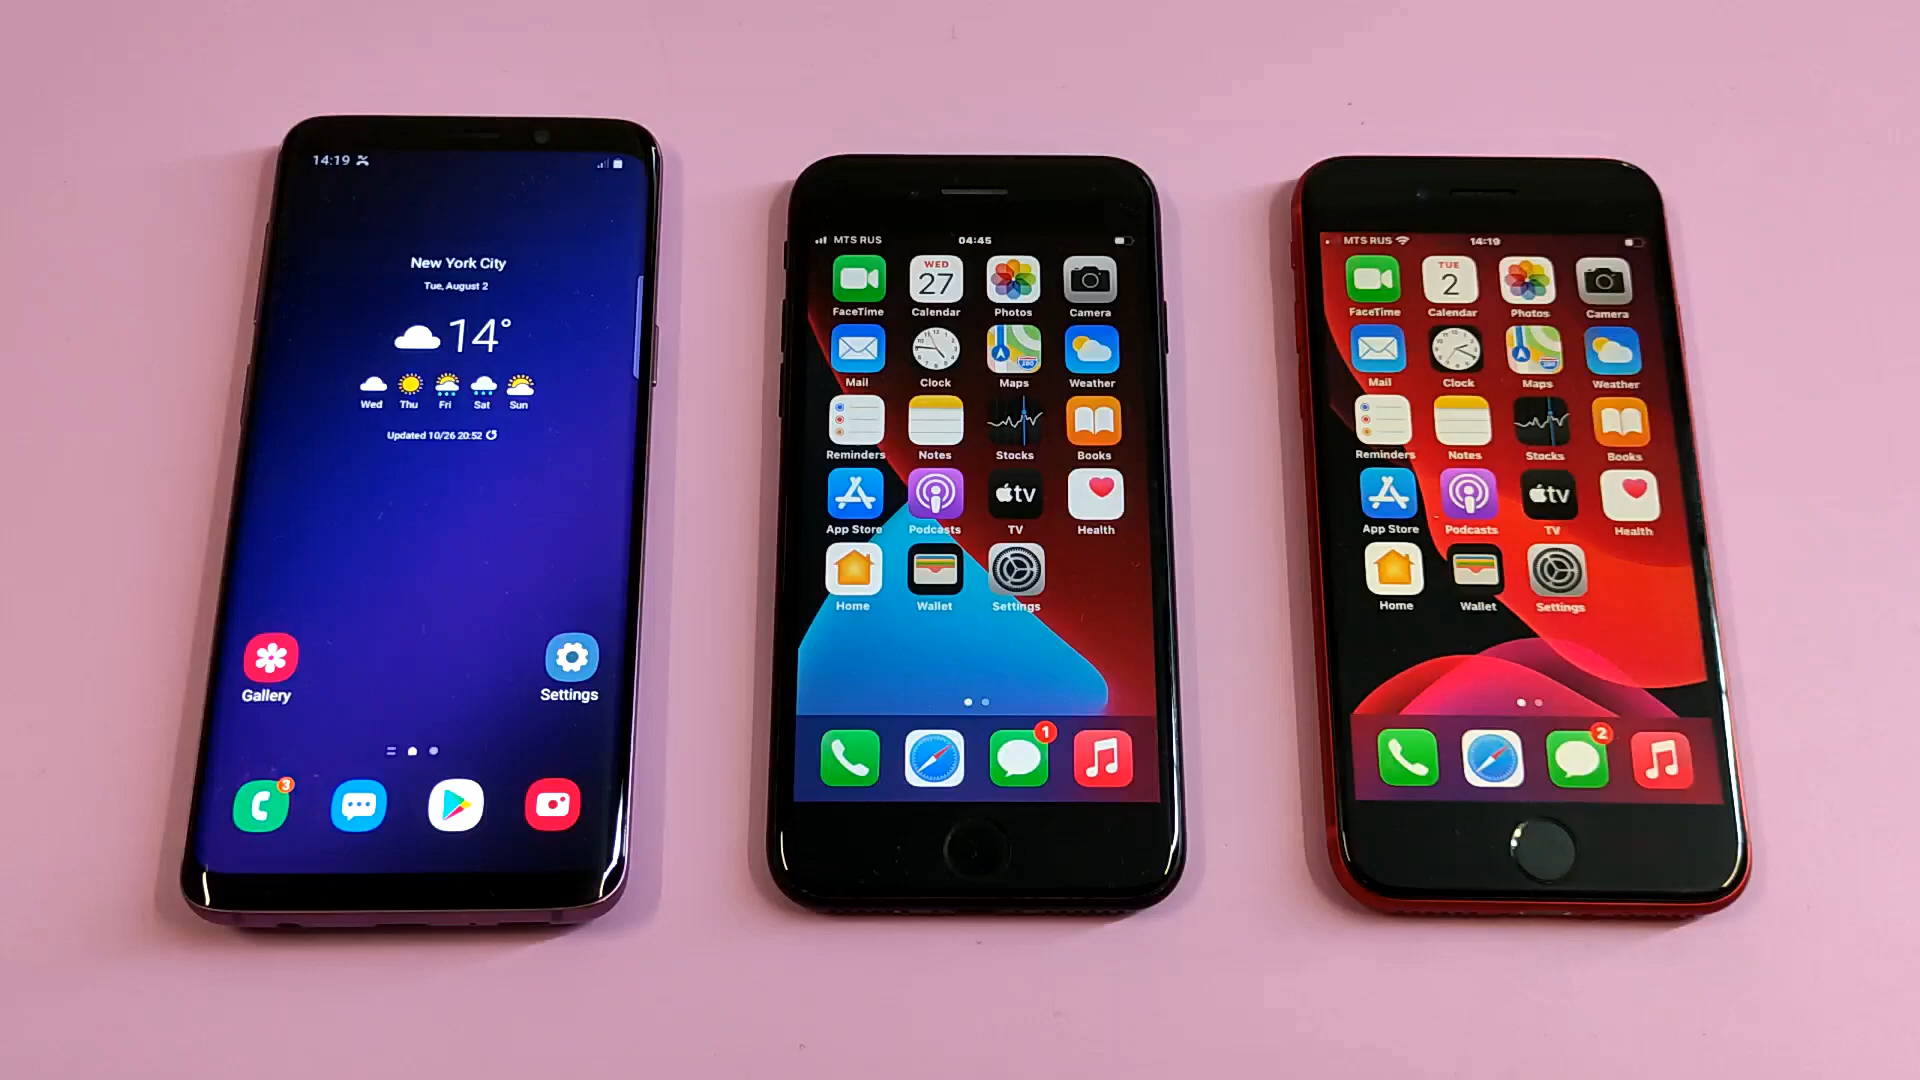 14:19
New York City
Tue, August 2
14°
Wed Thu Fri Sat Sun
Updated 10/26 20:52
Gallery Settings
3
MTS RUS 04:45
WED
27
FaceTime Calendar Photos Camera
280
Mail Clock Maps Weather
Reminders Notes Stocks Books
tv
App Store Podcasts TV Health
Home Wallet Settings
1
MTS RUS 14:19
TUE
2
FaceTime Calendar Photos Camera
280
Mail Clock Maps Weather
Reminders Notes Stocks Books
tv
App Store Podcasts TV Health
Home Wallet Settings
2